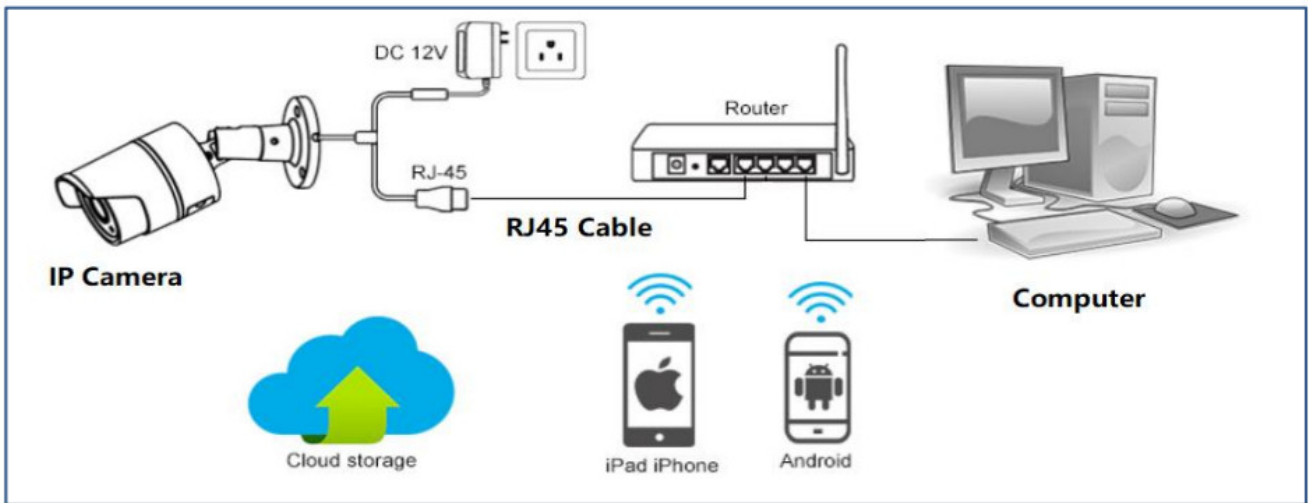 DC 12V
Router
RJ-45
RJ45 Cable
IP Camera
Computer
Cloud storage
iPad iPhone
Android